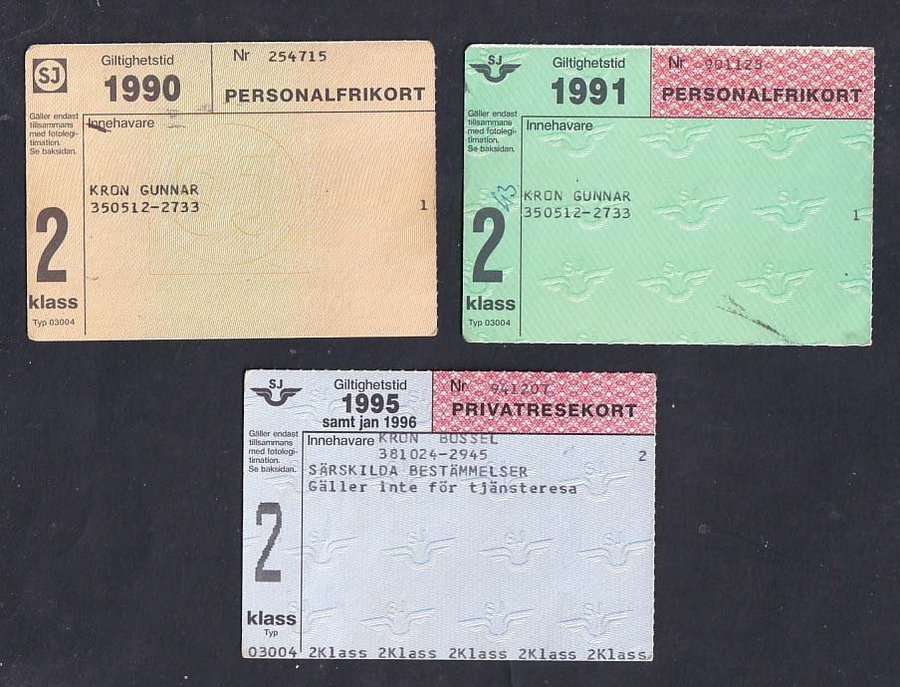 SJ
Giltighetstid
1990
Nr 254715
PERSONALFRIKORT
Gäller endast
tillsammans
med fotolegi-
timation.
Se baksidan.
Innehavare
KRON GUNNAR
350512-2733 1
2
klass
Typ 03004
SJ
Giltighetstid
1991
Nr
PERSONALFRIKORT
Gäller endast
tillsammans
med fotolegi-
timation.
Se baksidan.
Innehavare
KRON GUNNAR
350512-2733 1
2
klass
Typ 03004
SJ
Giltighetstid
1995
samt jan 1996
Nr 941207
PRIVATRESEKORT
Gäller endast
tillsammans
med fotolegi-
timation.
Se baksidan.
Innehavare KRON BOSSEL
381024-2945 2
SÄRSKILDA BESTÄMMELSER
Gäller inte för tjänsteresa
2
klass
Typ
03004 2Klass 2Klass 2Klass 2Klass 2Klass